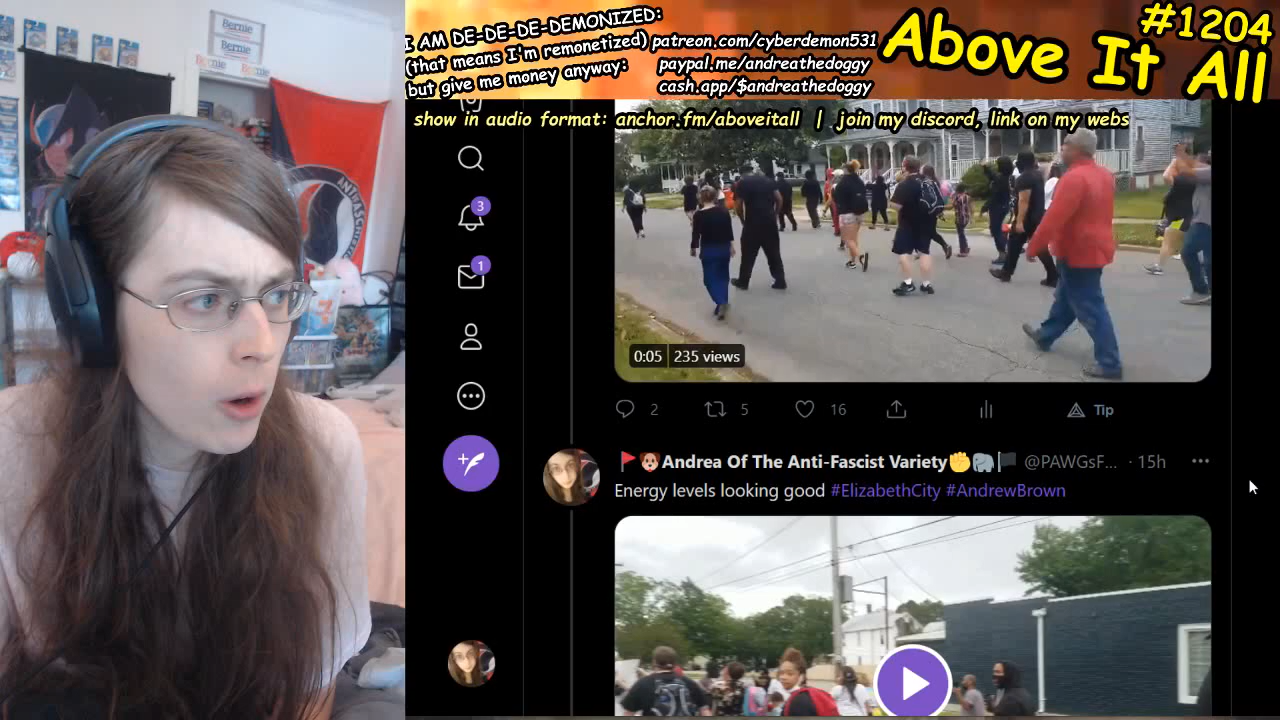 Bernie
Bernie
Bernie
Bernie
I AM DE-DE-DE-DEMONIZED:
(that means I'm remonetized)
but give me money anyway:
patreon.com/cyberdemon531
paypal.me/andreathedoggy
cash.app/$andreathedoggy
Above It All
#1204
show in audio format: anchor.fm/aboveitall | join my discord, link on my webs
3
1
0:05 235 views
2 5 16 Tip
🚩🐶Andrea Of The Anti-Fascist Variety✊🐘🏴 @PAWGsF... · 15h
Energy levels looking good #ElizabethCity #AndrewBrown